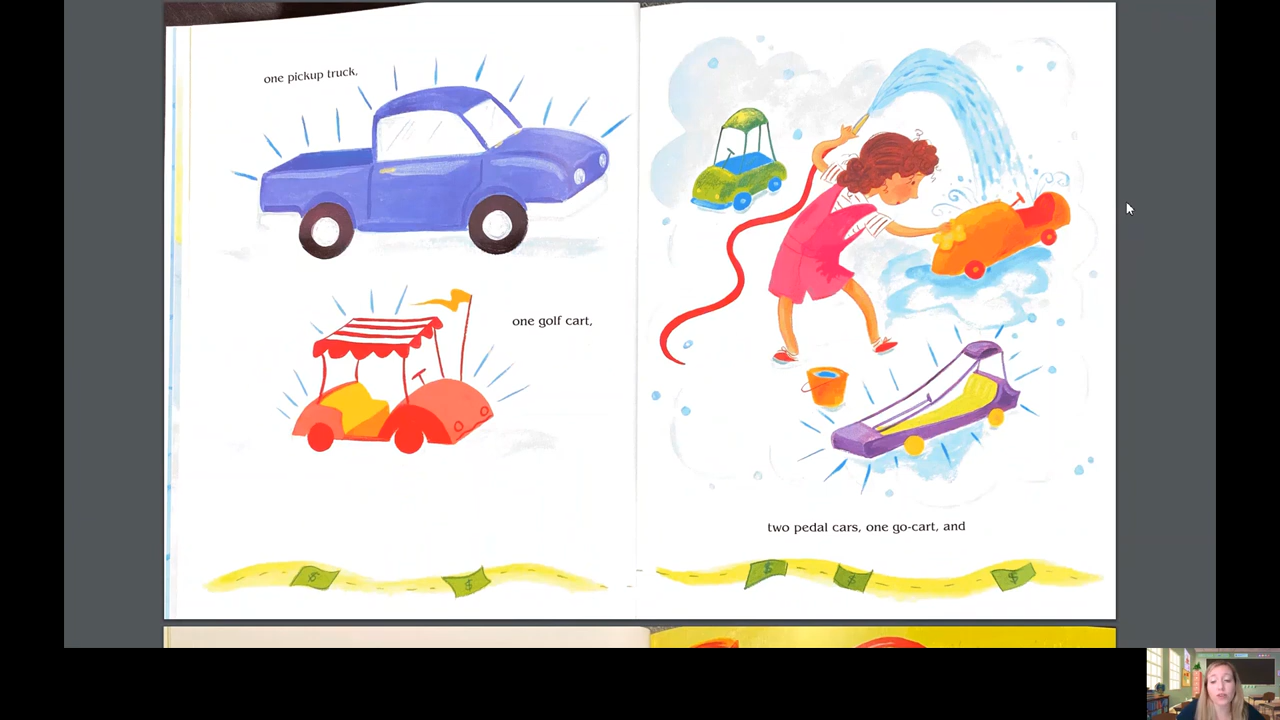 one pickup truck,
one golf cart,
two pedal cars, one go-cart, and
$
$
$
$
$